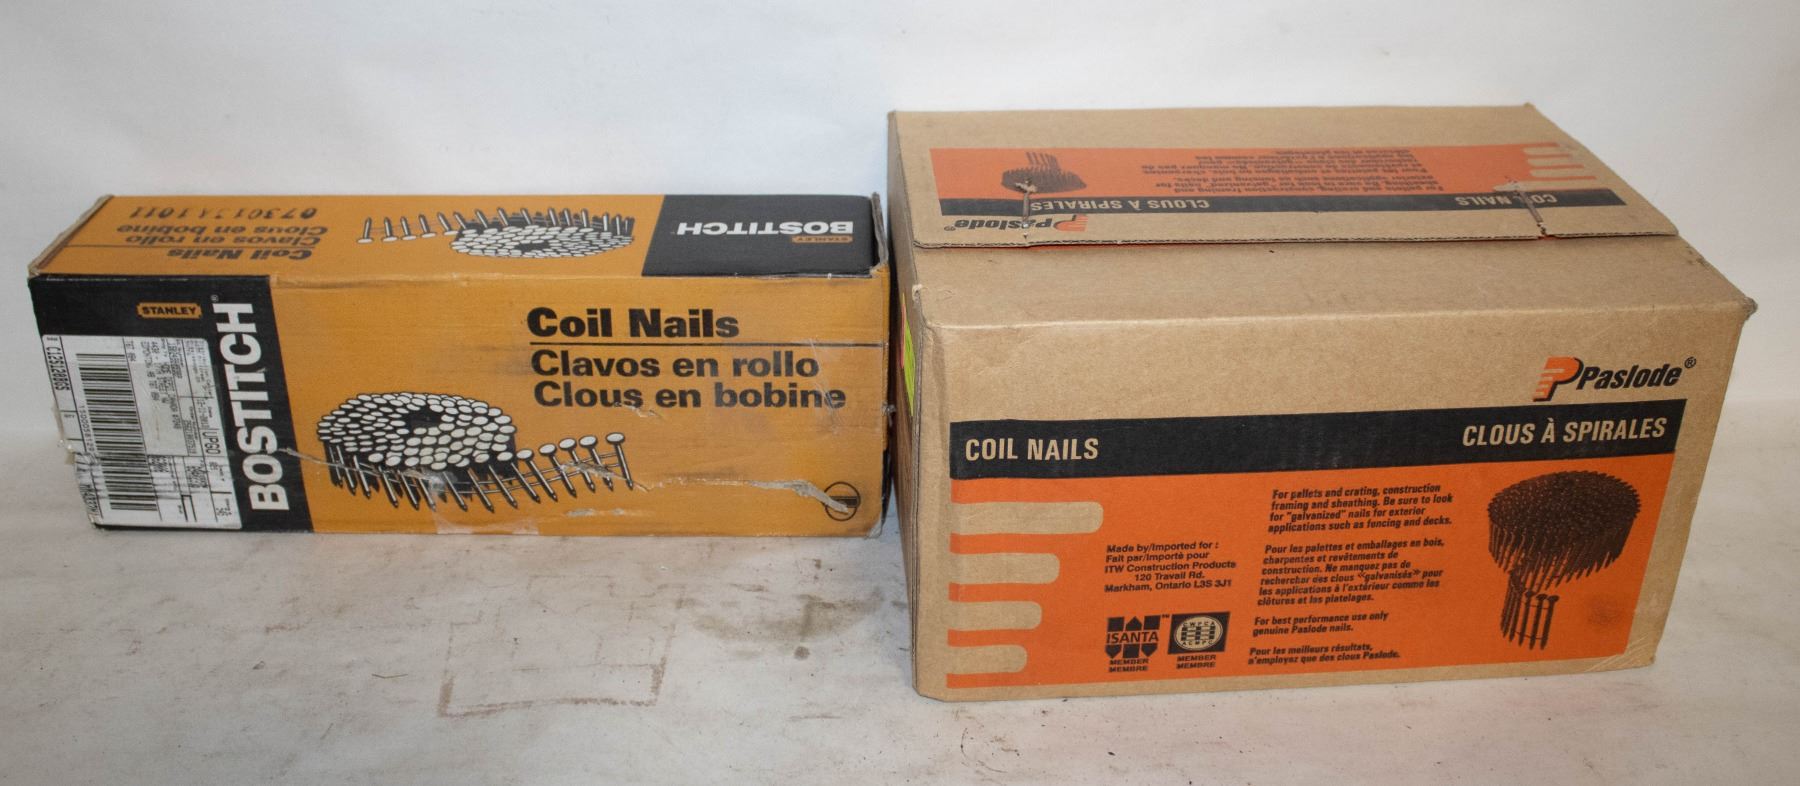 BOSTITCH
STANLEY
Coil Nails
Clavos en rollo
Clous en bobine
STANLEY
BOSTITCH
Coil Nails
Clavos en rollo
Clous en bobine
Paslode®
COIL NAILS
CLOUS À SPIRALES
Paslode®
COIL NAILS
CLOUS À SPIRALES
For pallets and crating, construction
framing and sheathing. Be sure to look
for "galvanized" nails for exterior
applications such as fencing and decks.
Pour les palettes et emballages en bois,
charpentes et revêtements de
construction. Ne manquez pas de
rechercher des clous «galvanisés» pour
les applications à l'extérieur comme les
clôtures et les platelages.
For best performance use only
genuine Paslode nails.
Pour les meilleurs résultats,
n'employez que des clous Paslode.
Made by/Imported for :
Fait par/Importé pour
ITW Construction Products
120 Travail Rd.
Markham, Ontario L3S 3J1
ISANTA™
MEMBER
MEMBRE
CWPCA
MEMBER
MEMBRE